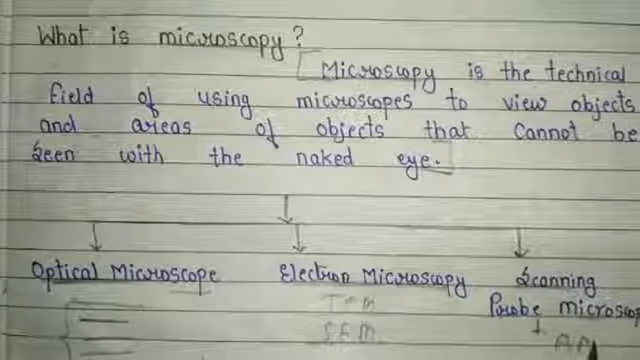 What is microscopy?
Microscopy is the technical
field of using microscopes to view objects
and areas of objects that cannot be
seen with the naked eye.
Optical Microscope Electron Microscopy Scanning
Probe microscop
TEM
SEM